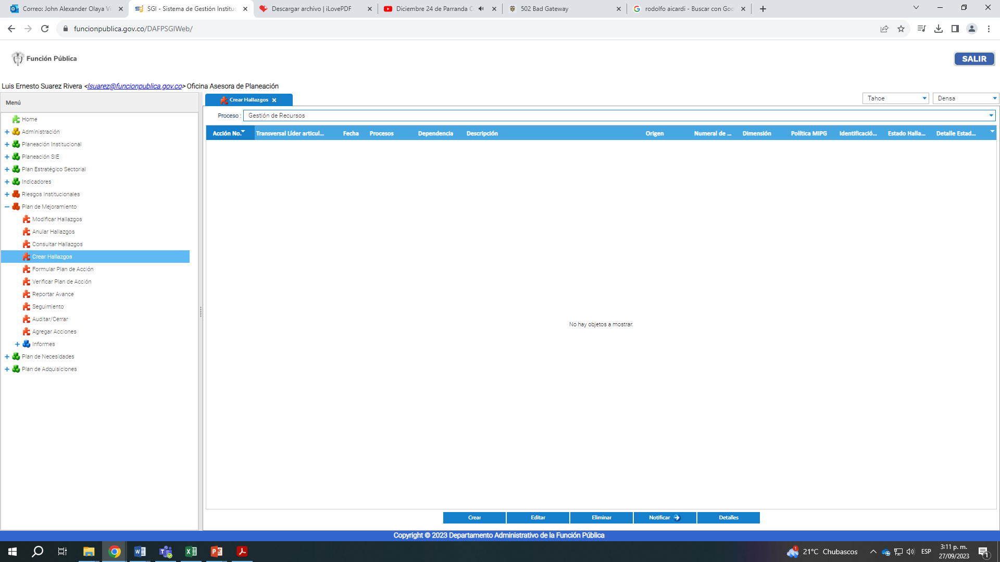 Correo: John Alexander Olaya Vi
SGI - Sistema de Gestión Instituc
Descargar archivo | iLovePDF
Diciembre 24 de Parranda C
502 Bad Gateway
rodolfo aicardi - Buscar con Goo
funcionpublica.gov.co/DAFPSGIWeb/
Función Pública
SALIR
Luis Ernesto Suarez Rivera <lsuarez@funcionpublica.gov.co> Oficina Asesora de Planeación
Menú
Crear Hallazgos
Tahoe
Densa
Proceso :
Gestión de Recursos
Acción No.
Transversal Líder articul...
Fecha
Procesos
Dependencia
Descripción
Origen
Numeral de ...
Dimensión
Política MIPG
Identificació...
Estado Halla...
Detalle Estad...
Home
Administración
Planeación Institucional
Planeación SIE
Plan Estratégico Sectorial
Indicadores
Riesgos Institucionales
Plan de Mejoramiento
Modificar Hallazgos
Anular Hallazgos
Consultar Hallazgos
Crear Hallazgos
Formular Plan de Acción
Verificar Plan de Acción
Reportar Avance
Seguimiento
Auditar/Cerrar
Agregar Acciones
Informes
Plan de Necesidades
Plan de Adquisiciones
No hay objetos a mostrar.
Crear
Editar
Eliminar
Notificar
Detalles
Copyright © 2023 Departamento Administrativo de la Función Pública
21°C Chubascos
ESP
3:11 p. m.
27/09/2023